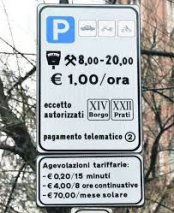 P
8,00-20,00
€ 1,00/ora
eccetto autorizzati
XIV Borgo
XXII Prati
pagamento telematico 2
Agevolazioni tariffarie:
- €0,20/15 minuti
- €4,00/8 ore continuative
- €70,00/mese solare